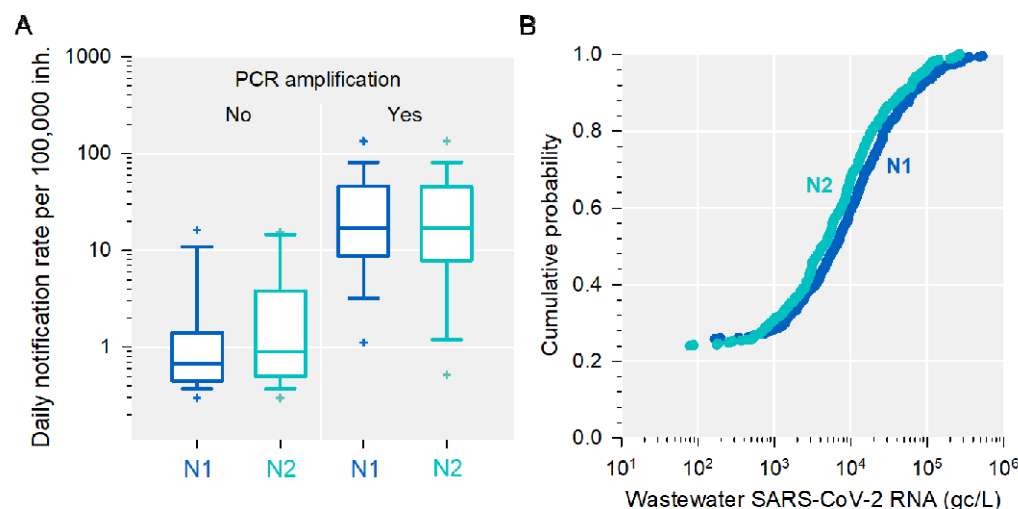 A
Daily notification rate per 100,000 inh.
1000
100
10
1
PCR amplification
No Yes
N1 N2 N1 N2
B
Cumulative probability
1.0
0.8
0.6
0.4
0.2
0.0
N2
N1
10¹ 10² 10³ 10⁴ 10⁵ 10⁶
Wastewater SARS-CoV-2 RNA (gc/L)